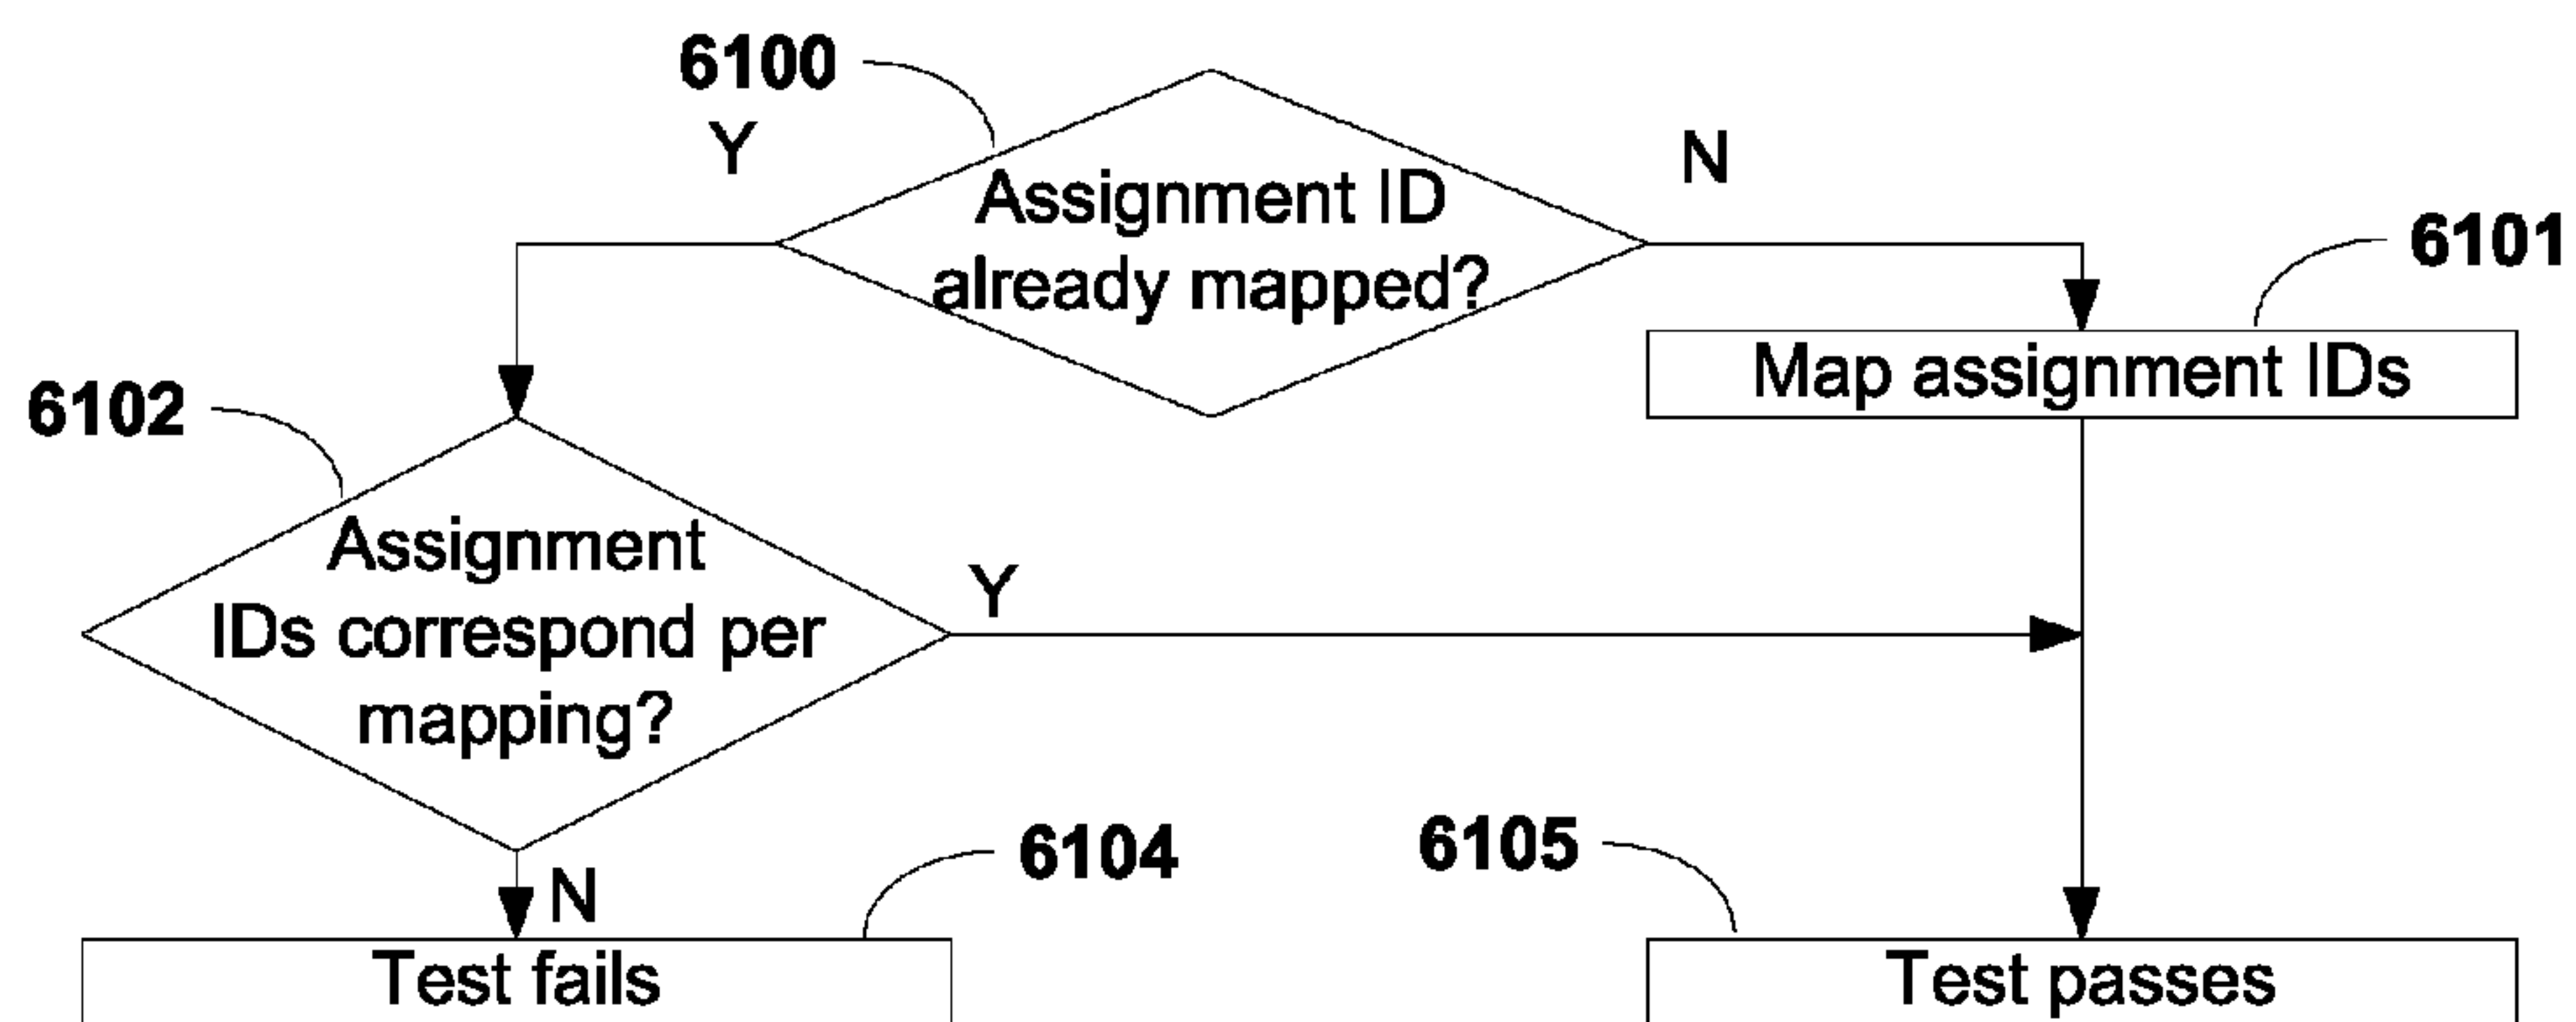 6100
Y
N
Assignment ID
already mapped?
6101
Map assignment IDs
6102
Assignment
IDs correspond per
mapping?
Y
N
6104
6105
Test fails
Test passes